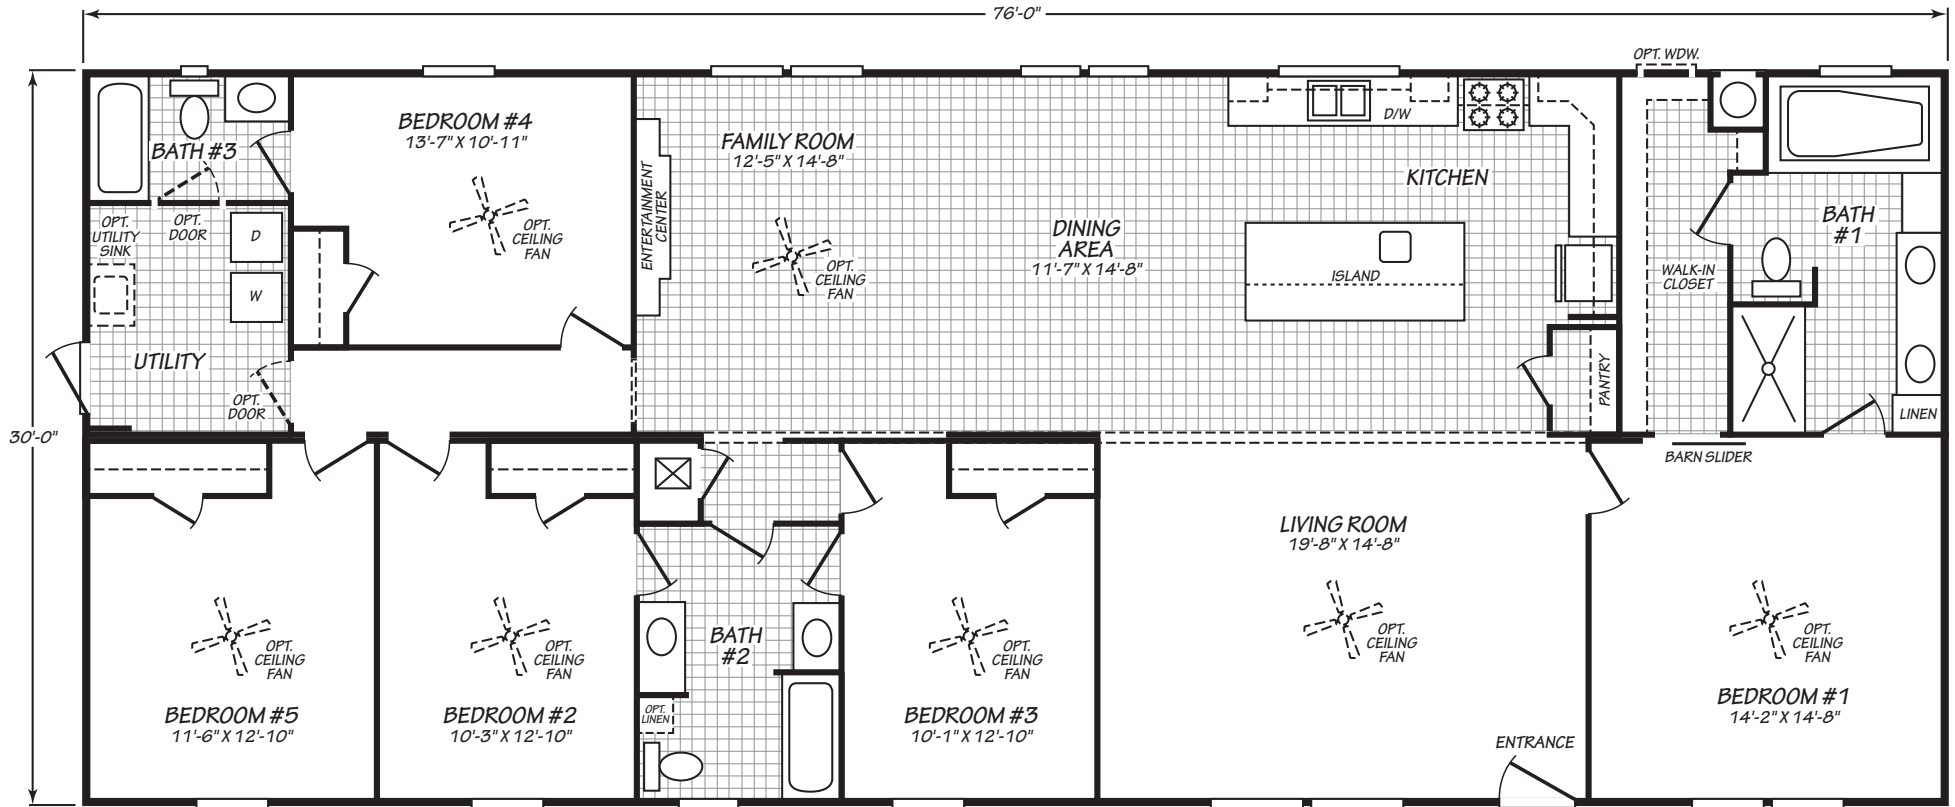 76'-0"
OPT. WDW.
30'-0"
BATH #3
BEDROOM #4
13'-7" X 10'-11"
OPT.
CEILING
FAN
OPT.
UTILITY
SINK
OPT.
DOOR
D
W
UTILITY
OPT.
DOOR
ENTERTAINMENT
CENTER
FAMILY ROOM
12'-5" X 14'-8"
OPT.
CEILING
FAN
DINING
AREA
11'-7" X 14'-8"
D/W
KITCHEN
ISLAND
PANTRY
WALK-IN
CLOSET
BATH
#1
LINEN
BARN SLIDER
OPT.
CEILING
FAN
BEDROOM #5
11'-6" X 12'-10"
OPT.
CEILING
FAN
BEDROOM #2
10'-3" X 12'-10"
BATH
#2
OPT.
LINEN
OPT.
CEILING
FAN
BEDROOM #3
10'-1" X 12'-10"
LIVING ROOM
19'-8" X 14'-8"
OPT.
CEILING
FAN
ENTRANCE
OPT.
CEILING
FAN
BEDROOM #1
14'-2" X 14'-8"